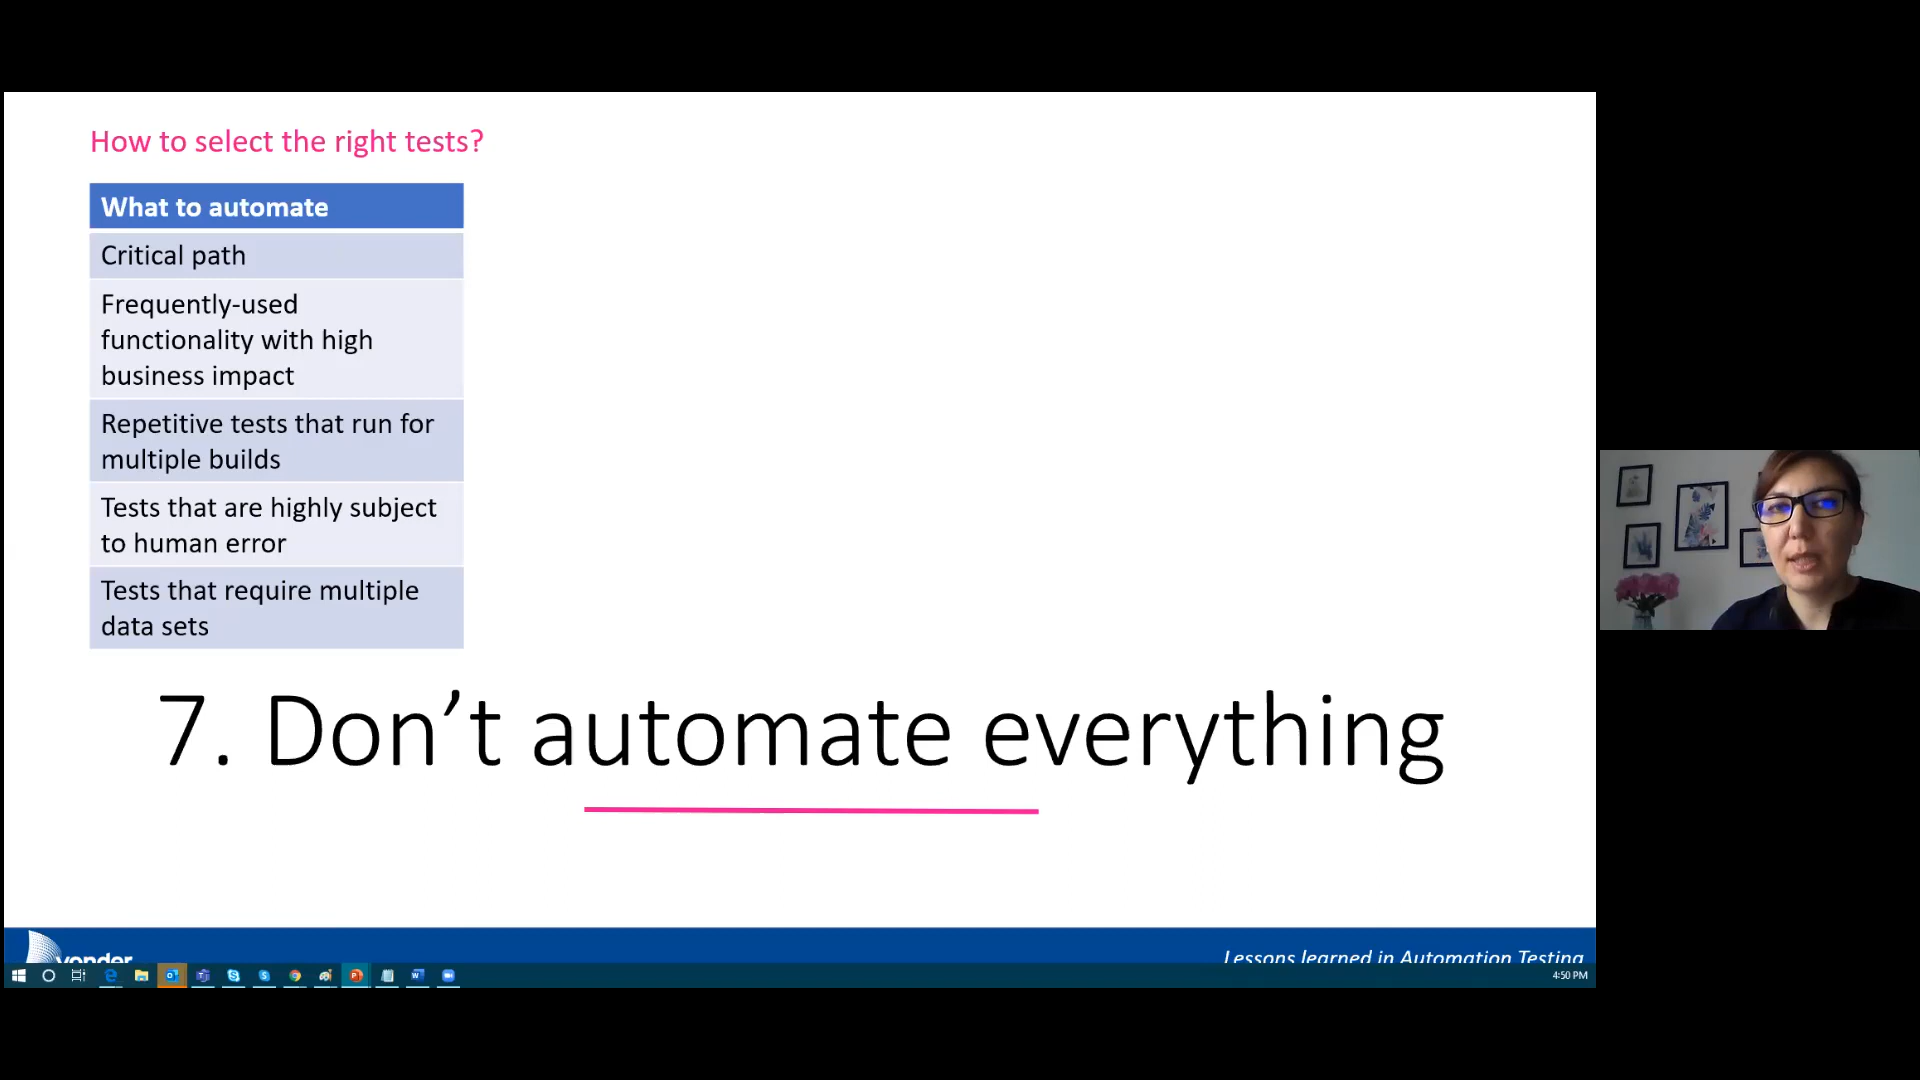 How to select the right tests?
What to automate
Critical path
Frequently-used
functionality with high
business impact
Repetitive tests that run for
multiple builds
Tests that are highly subject
to human error
Tests that require multiple
data sets
7. Don’t automate everything
yonder
Lessons learned in Automation Testing
4:50 PM